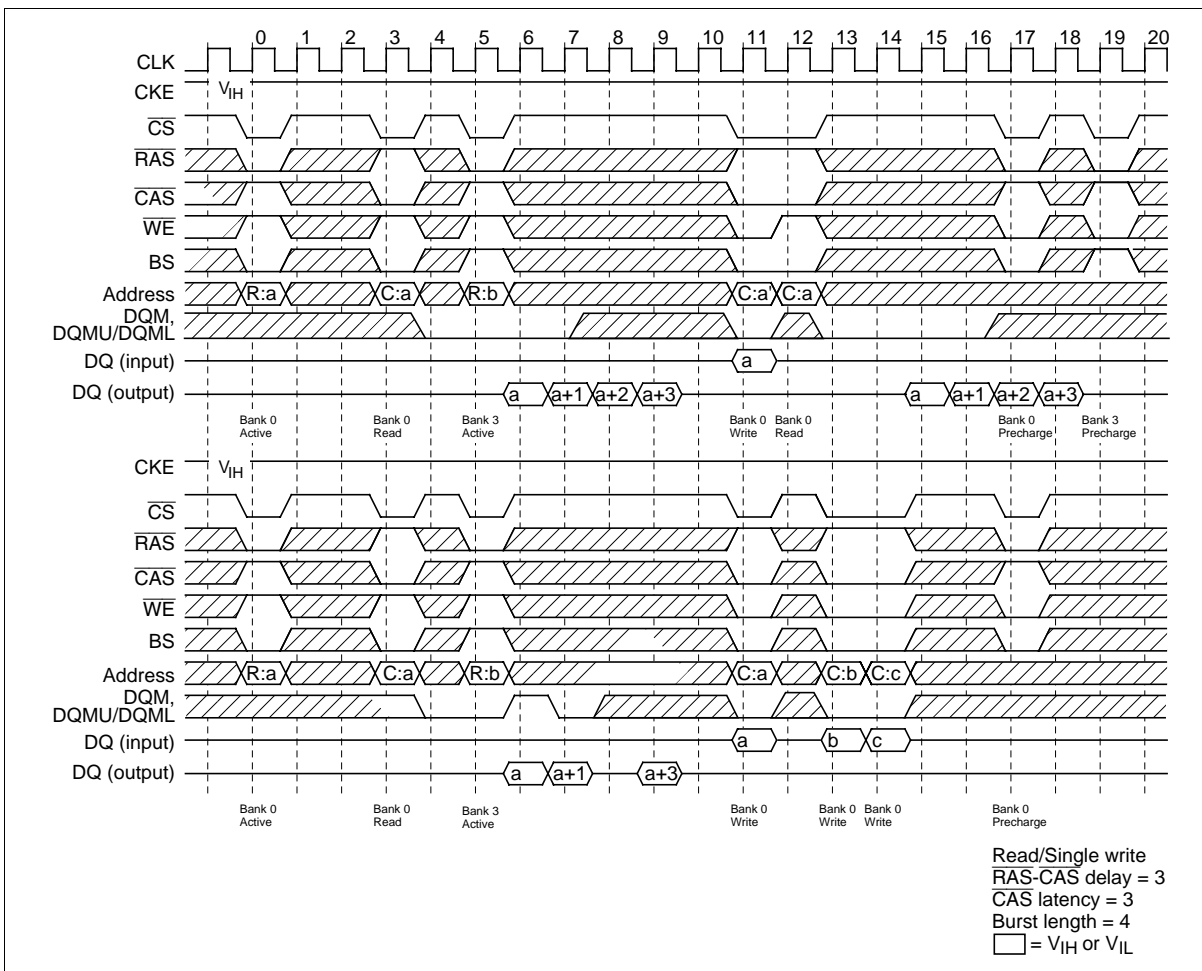 0 1 2 3 4 5 6 7 8 9 10 11 12 13 14 15 16 17 18 19 20
CLK
CKE VIH
CS
RAS
CAS
WE
BS
Address R:a C:a R:b C:a' C:a
DQM,
DQMU/DQML
DQ (input) a
DQ (output) a a+1 a+2 a+3 a a+1 a+2 a+3
Bank 0 Bank 0 Bank 3 Bank 0 Bank 0 Bank 0 Bank 3
Active Read Active Write Read Precharge Precharge
CKE VIH
CS
RAS
CAS
WE
BS
Address R:a C:a R:b C:a C:b C:c
DQM,
DQMU/DQML
DQ (input) a b c
DQ (output) a a+1 a+3
Bank 0 Bank 0 Bank 3 Bank 0 Bank 0 Bank 0 Bank 0
Active Read Active Write Write Write Precharge
Read/Single write
RAS-CAS delay = 3
CAS latency = 3
Burst length = 4
= VIH or VIL